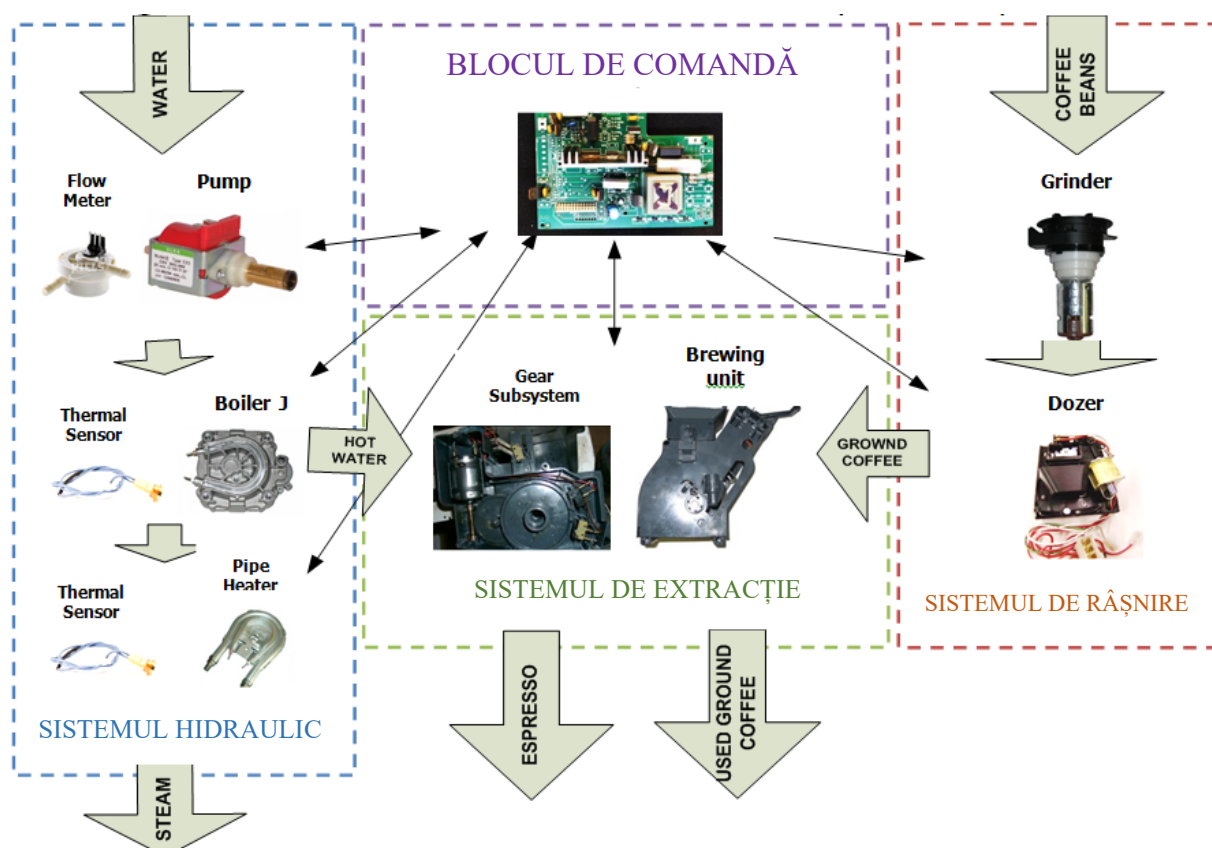 WATER
Flow
Meter
Pump
Thermal
Sensor
Boiler J
Thermal
Sensor
Pipe
Heater
SISTEMUL HIDRAULIC
STEAM
BLOCUL DE COMANDĂ
HOT
WATER
Gear
Subsystem
Brewing
unit
GROWND
COFFEE
SISTEMUL DE EXTRACȚIE
ESPRESSO
USED GROUND
COFFEE
COFFEE
BEANS
Grinder
Dozer
SISTEMUL DE RÂȘNIRE